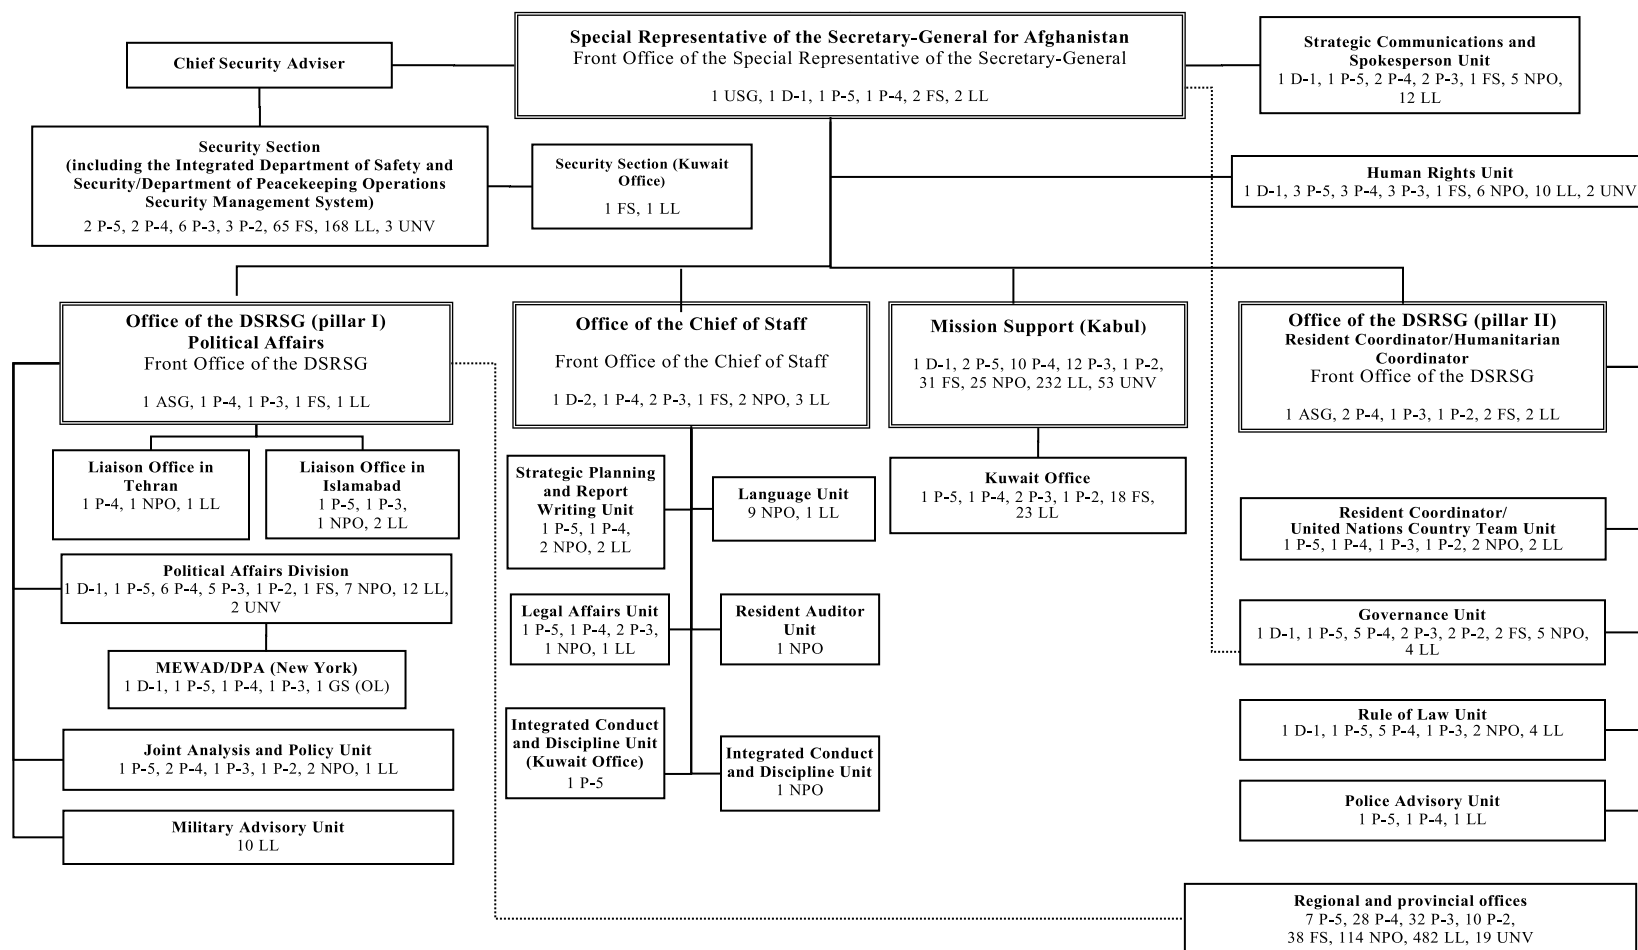 Special Representative of the Secretary-General for Afghanistan
Front Office of the Special Representative of the Secretary-General
1 USG, 1 D-1, 1 P-5, 1 P-4, 2 FS, 2 LL
Chief Security Adviser
Strategic Communications and
Spokesperson Unit
1 D-1, 1 P-5, 2 P-4, 2 P-3, 1 FS, 5 NPO,
12 LL
Security Section
(including the Integrated Department of Safety and
Security/Department of Peacekeeping Operations
Security Management System)
2 P-5, 2 P-4, 6 P-3, 3 P-2, 65 FS, 168 LL, 3 UNV
Security Section (Kuwait
Office)
1 FS, 1 LL
Human Rights Unit
1 D-1, 3 P-5, 3 P-4, 3 P-3, 1 FS, 6 NPO, 10 LL, 2 UNV
Office of the DSRSG (pillar I)
Political Affairs
Front Office of the DSRSG
1 ASG, 1 P-4, 1 P-3, 1 FS, 1 LL
Office of the Chief of Staff
Front Office of the Chief of Staff
1 D-2, 1 P-4, 2 P-3, 1 FS, 2 NPO, 3 LL
Mission Support (Kabul)
1 D-1, 2 P-5, 10 P-4, 12 P-3, 1 P-2,
31 FS, 25 NPO, 232 LL, 53 UNV
Office of the DSRSG (pillar II)
Resident Coordinator/Humanitarian
Coordinator
Front Office of the DSRSG
1 ASG, 2 P-4, 1 P-3, 1 P-2, 2 FS, 2 LL
Liaison Office in
Tehran
1 P-4, 1 NPO, 1 LL
Liaison Office in
Islamabad
1 P-5, 1 P-3,
1 NPO, 2 LL
Strategic Planning
and Report
Writing Unit
1 P-5, 1 P-4,
2 NPO, 2 LL
Language Unit
9 NPO, 1 LL
Kuwait Office
1 P-5, 1 P-4, 2 P-3, 1 P-2, 18 FS,
23 LL
Resident Coordinator/
United Nations Country Team Unit
1 P-5, 1 P-4, 1 P-3, 1 P-2, 2 NPO, 2 LL
Political Affairs Division
1 D-1, 1 P-5, 6 P-4, 5 P-3, 1 P-2, 1 FS, 7 NPO, 12 LL,
2 UNV
Legal Affairs Unit
1 P-5, 1 P-4, 2 P-3,
1 NPO, 1 LL
Resident Auditor
Unit
1 NPO
Governance Unit
1 D-1, 1 P-5, 5 P-4, 2 P-3, 2 P-2, 2 FS, 5 NPO,
4 LL
MEWAD/DPA (New York)
1 D-1, 1 P-5, 1 P-4, 1 P-3, 1 GS (OL)
Joint Analysis and Policy Unit
1 P-5, 2 P-4, 1 P-3, 1 P-2, 2 NPO, 1 LL
Integrated Conduct
and Discipline Unit
(Kuwait Office)
1 P-5
Integrated Conduct
and Discipline Unit
1 NPO
Rule of Law Unit
1 D-1, 1 P-5, 5 P-4, 1 P-3, 2 NPO, 4 LL
Military Advisory Unit
10 LL
Police Advisory Unit
1 P-5, 1 P-4, 1 LL
Regional and provincial offices
7 P-5, 28 P-4, 32 P-3, 10 P-2,
38 FS, 114 NPO, 482 LL, 19 UNV